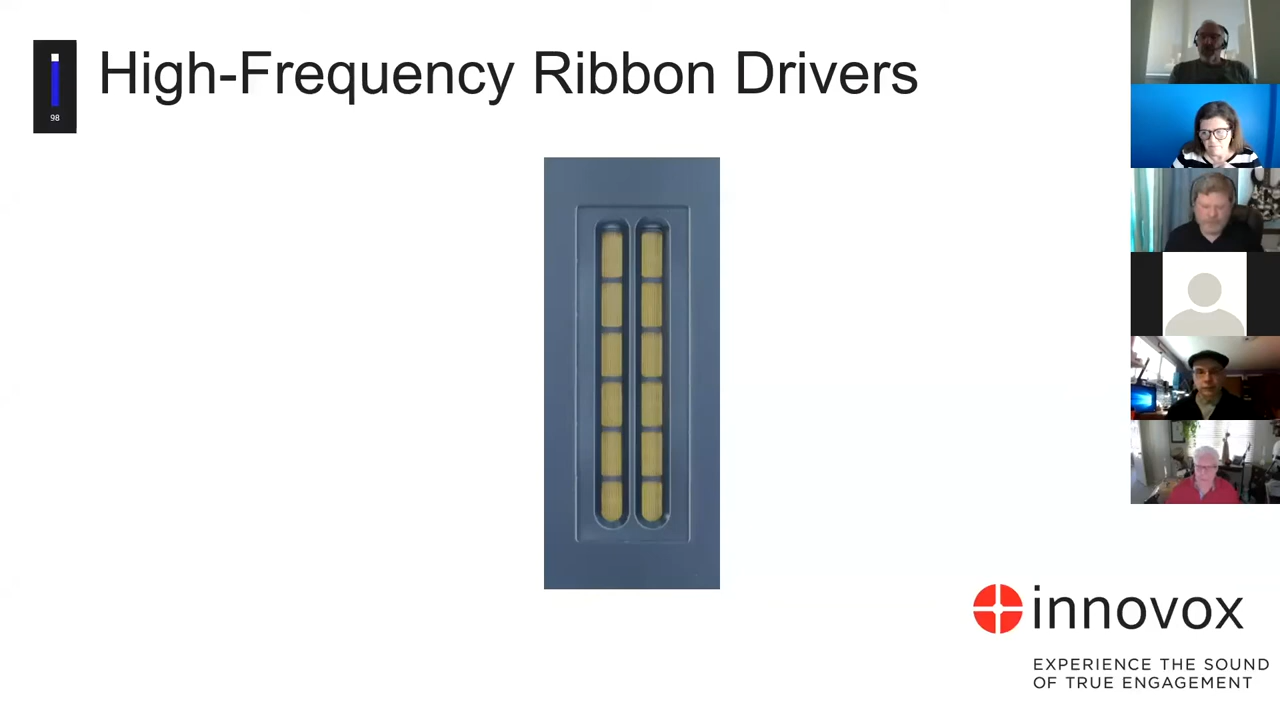 High-Frequency Ribbon Drivers
98
innovox
EXPERIENCE THE SOUND
OF TRUE ENGAGEMENT